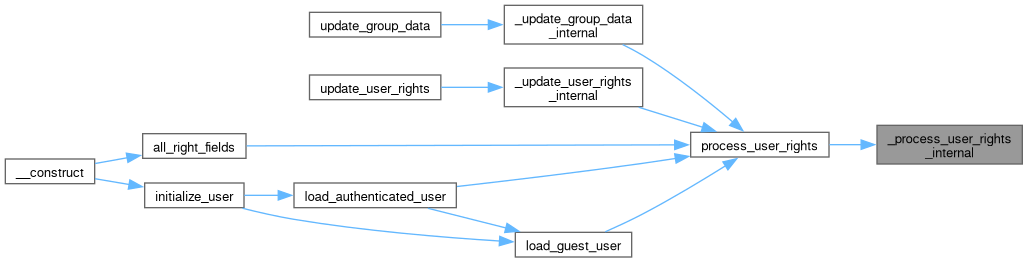 update_group_data
_update_group_data
_internal
update_user_rights
_update_user_rights
_internal
all_right_fields
process_user_rights
_process_user_rights
_internal
__construct
initialize_user
load_authenticated_user
load_guest_user